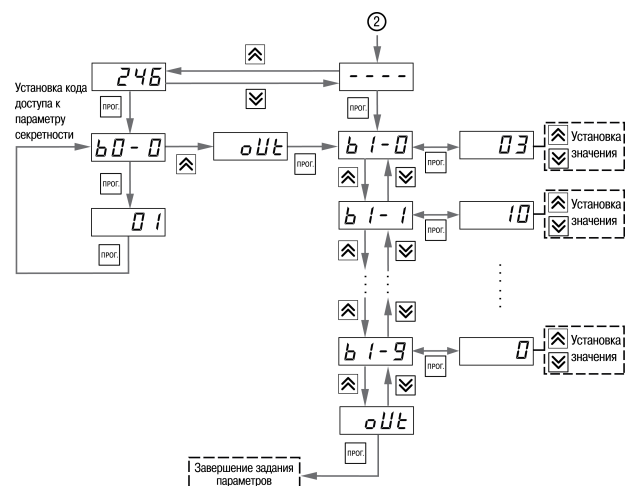 2
246
- - - -
Установка кода
доступа к
параметру
секретности
ПРОГ.
ПРОГ.
b0-0
oUt
b1-0
03
Установка
значения
ПРОГ.
ПРОГ.
ПРОГ.
01
b1-1
10
Установка
значения
ПРОГ.
ПРОГ.
b1-9
0
Установка
значения
ПРОГ.
oUt
ПРОГ.
Завершение задания
параметров